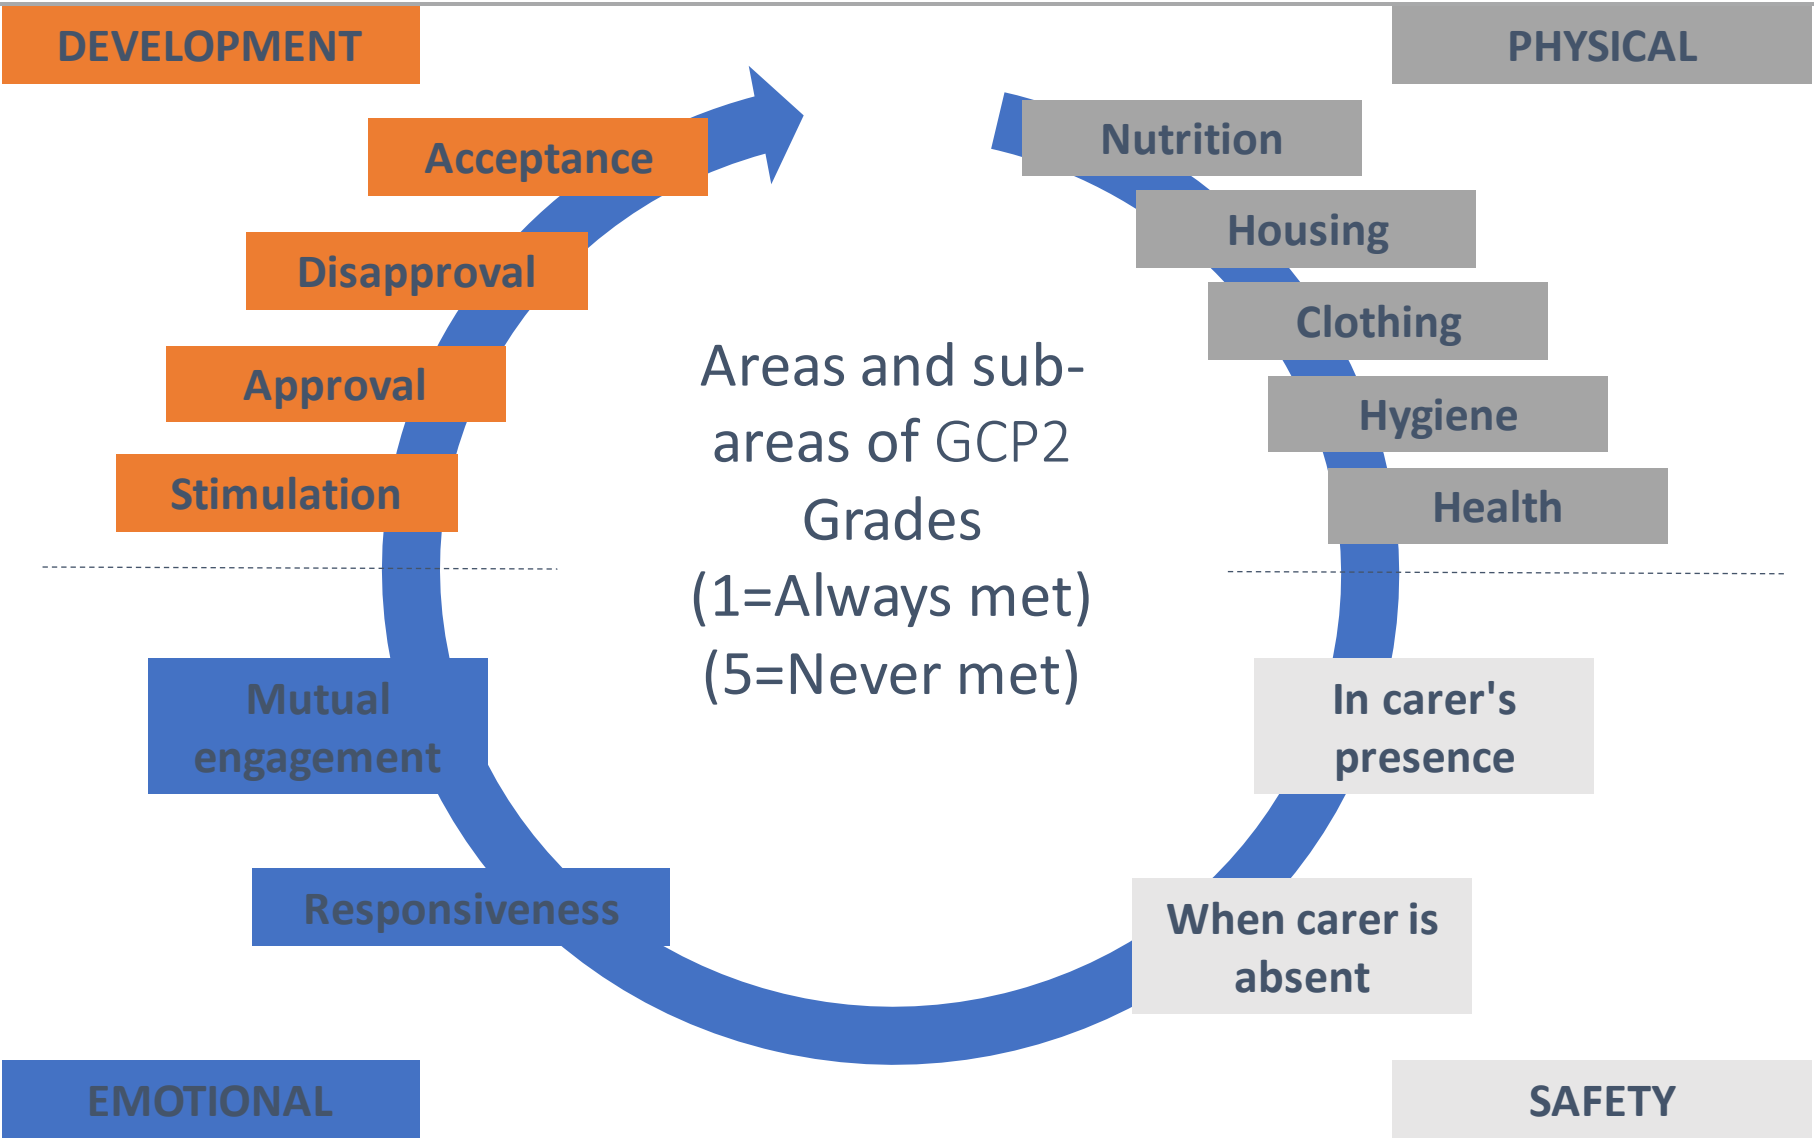 DEVELOPMENT
PHYSICAL
Acceptance
Disapproval
Approval
Stimulation
Nutrition
Housing
Clothing
Hygiene
Health
Areas and sub-
areas of GCP2
Grades
(1=Always met)
(5=Never met)
Mutual
engagement
Responsiveness
In carer's
presence
When carer is
absent
EMOTIONAL
SAFETY